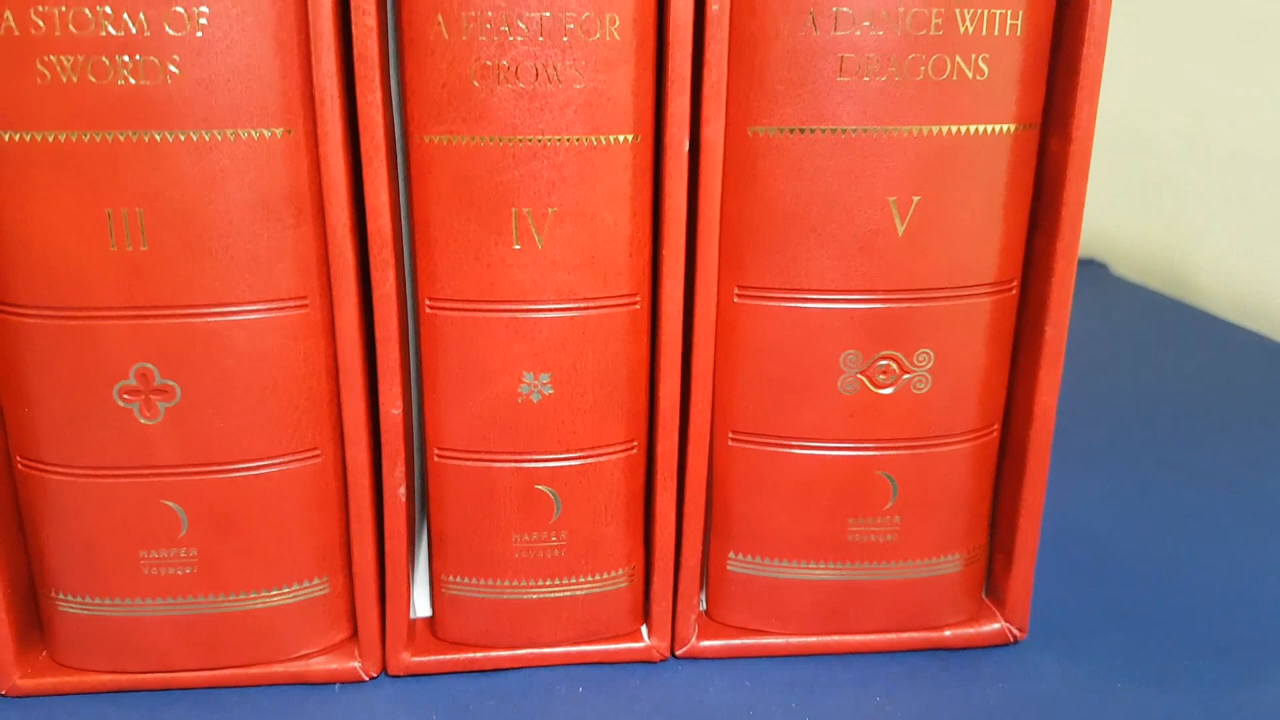 A STORM OF
SWORDS
III
HARPER
Voyager
A FEAST FOR
CROWS
IV
HARPER
Voyager
A DANCE WITH
DRAGONS
V
HARPER
Voyager